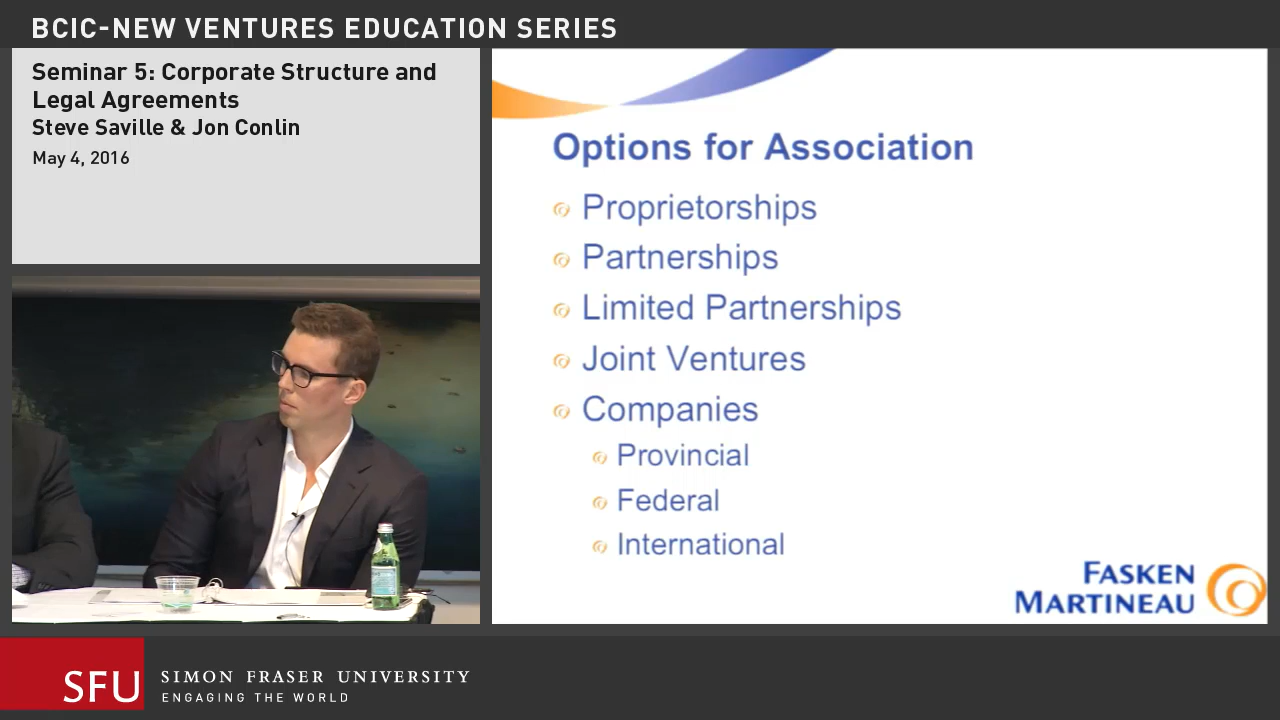 BCIC-NEW VENTURES EDUCATION SERIES
Seminar 5: Corporate Structure and
Legal Agreements
Steve Saville & Jon Conlin
May 4, 2016
Options for Association
Proprietorships
Partnerships
Limited Partnerships
Joint Ventures
Companies
Provincial
Federal
International
FASKEN
MARTINEAU
SFU
SIMON FRASER UNIVERSITY
ENGAGING THE WORLD